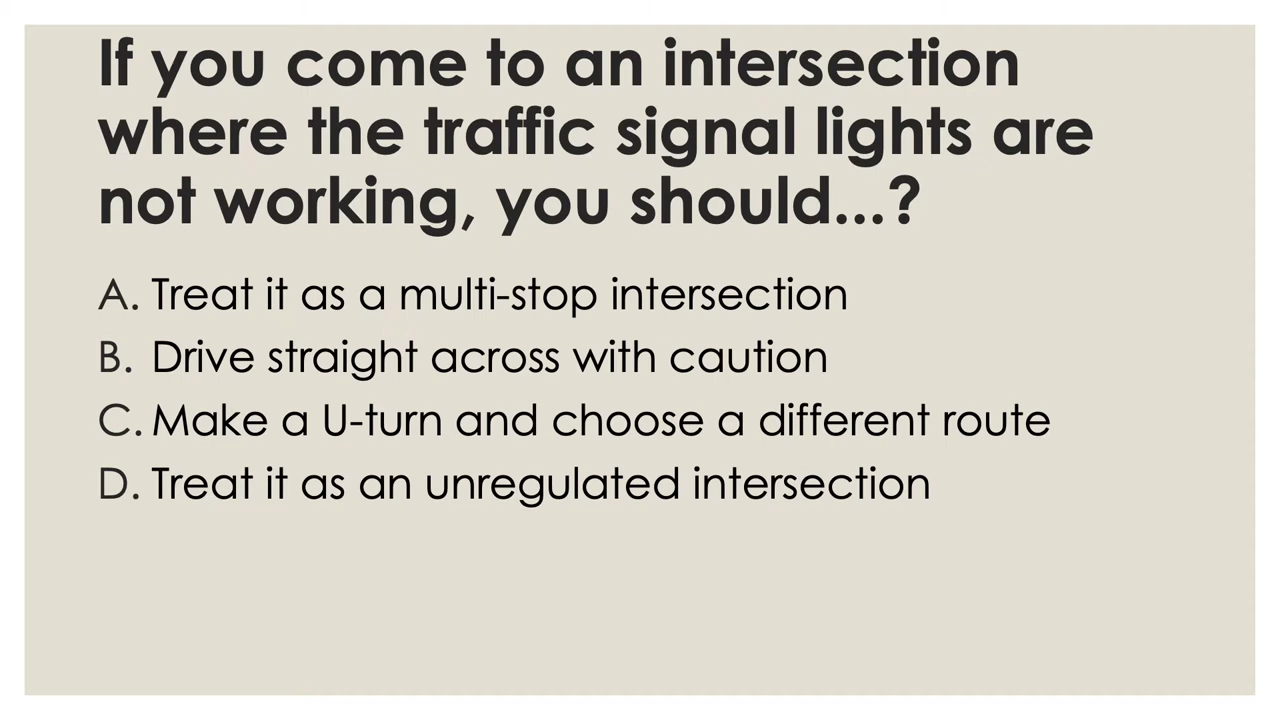 If you come to an intersection
where the traffic signal lights are
not working, you should...?
A. Treat it as a multi-stop intersection
B. Drive straight across with caution
C. Make a U-turn and choose a different route
D. Treat it as an unregulated intersection